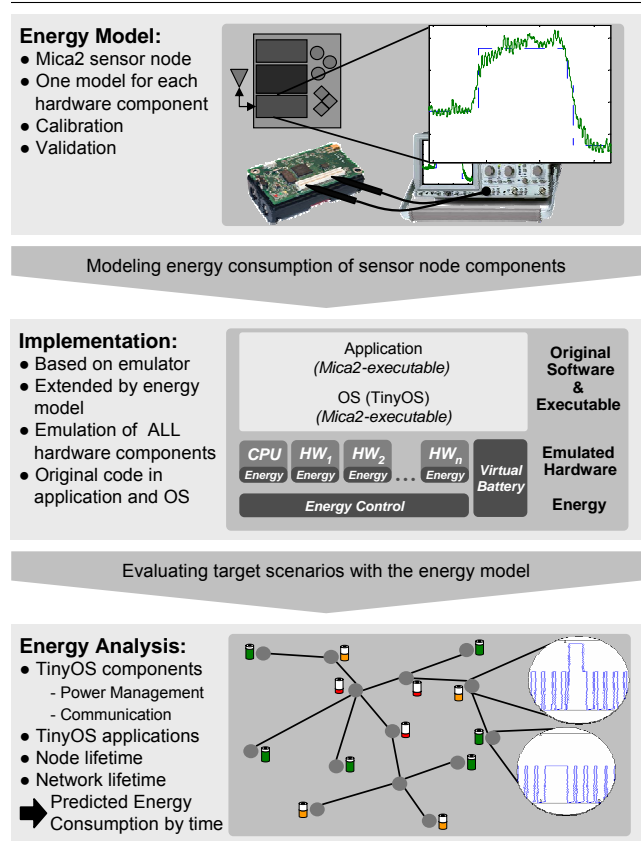 Energy Model:
● Mica2 sensor node
● One model for each
hardware component
● Calibration
● Validation
Modeling energy consumption of sensor node components
Implementation:
● Based on emulator
● Extended by energy
model
● Emulation of ALL
hardware components
● Original code in
application and OS
Application
(Mica2-executable)
OS (TinyOS)
(Mica2-executable)
Original
Software
&
Executable
CPU HW1 HW2 ... HWn
Energy Energy Energy Energy
Virtual
Battery
Energy Control
Emulated
Hardware
Energy
Evaluating target scenarios with the energy model
Energy Analysis:
● TinyOS components
- Power Management
- Communication
● TinyOS applications
● Node lifetime
● Network lifetime
Predicted Energy
Consumption by time